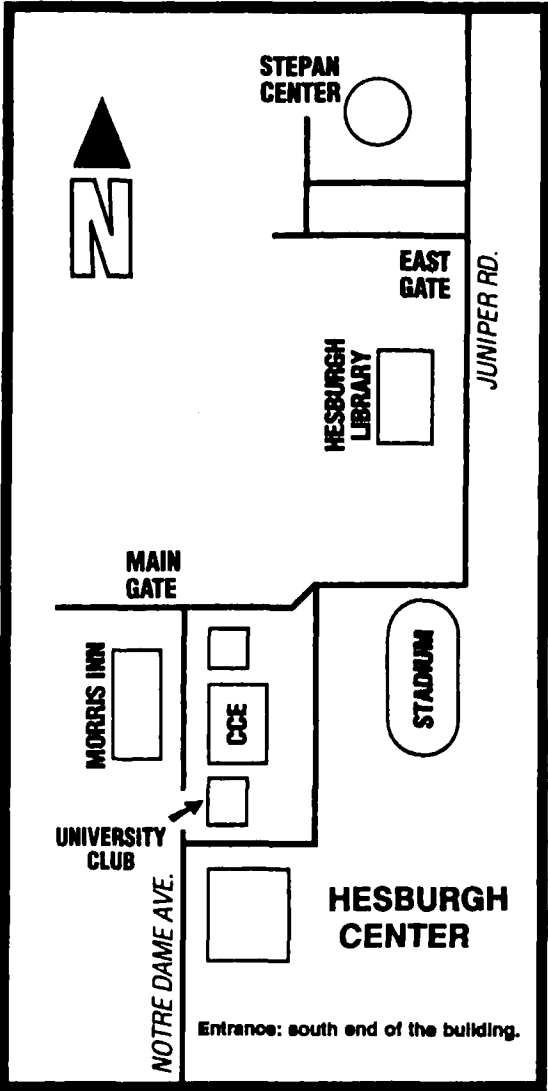 STEPAN
CENTER
N
EAST
GATE
JUNIPER RD.
HESBURGH
LIBRARY
MAIN
GATE
MORRIS INN
CCE
STADIUM
UNIVERSITY
CLUB
NOTRE DAME AVE.
HESBURGH
CENTER
Entrance: south end of the building.